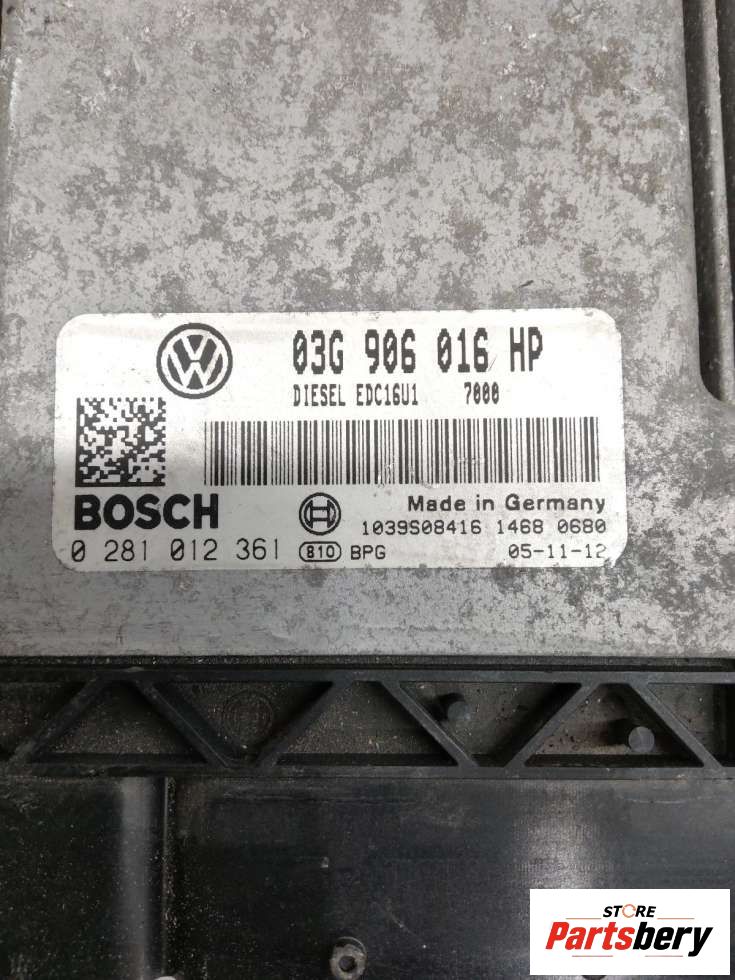 03G 906 016 HP
DIESEL EDC16U1 7000
BOSCH
Made in Germany
1039S08416 1468 0680
0 281 012 361 810 BPG 05-11-12
STORE
Partsbery